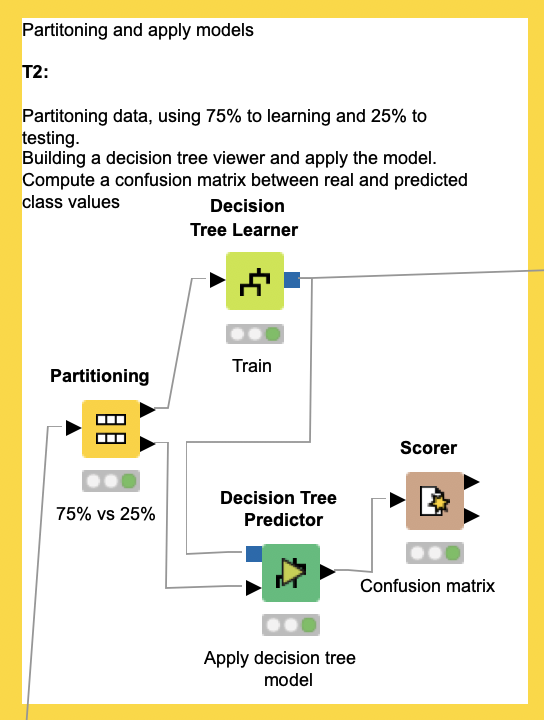 Partitoning and apply models
T2:
Partitoning data, using 75% to learning and 25% to
testing.
Building a decision tree viewer and apply the model.
Compute a confusion matrix between real and predicted
class values
Decision
Tree Learner
Train
Partitioning
75% vs 25%
Scorer
Confusion matrix
Decision Tree
Predictor
Apply decision tree
model